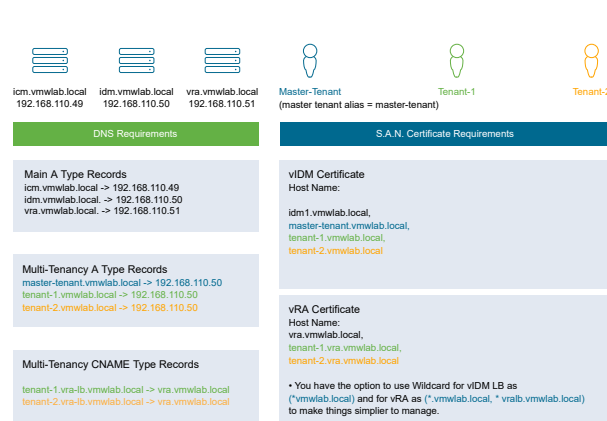 icm.vmwlab.local
192.168.110.49
idm.vmwlab.local
192.168.110.50
vra.vmwlab.local
192.168.110.51
Master-Tenant
(master tenant alias = master-tenant)
Tenant-1
Tenant-2
DNS Requirements
Main A Type Records
icm.vmwlab.local -> 192.168.110.49
idm.vmwlab.local. -> 192.168.110.50
vra.vmwlab.local. -> 192.168.110.51
Multi-Tenancy A Type Records
master-tenant.vmwlab.local -> 192.168.110.50
tenant-1.vmwlab.local -> 192.168.110.50
tenant-2.vmwlab.local -> 192.168.110.50
Multi-Tenancy CNAME Type Records
tenant-1.vra-lb.vmwlab.local -> vra.vmwlab.local
tenant-2.vra-lb.vmwlab.local -> vra.vmwlab.local
S.A.N. Certificate Requirements
vIDM Certificate
Host Name:
idm1.vmwlab.local,
master-tenant.vmwlab.local,
tenant-1.vmwlab.local,
tenant-2.vmwlab.local
vRA Certificate
Host Name:
vra.vmwlab.local,
tenant-1.vra.vmwlab.local,
tenant-2.vra.vmwlab.local
• You have the option to use Wildcard for vIDM LB as
(*vmwlab.local) and for vRA as (*.vmwlab.local, * vralb.vmwlab.local)
to make things simplier to manage.